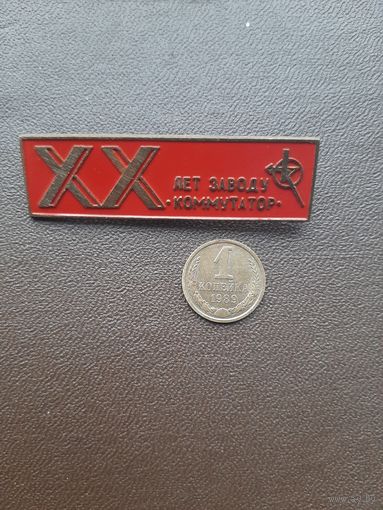 XX
ЛЕТ ЗАВОДУ
·КОММУТАТОР·
1
КОПЕЙКА
1989